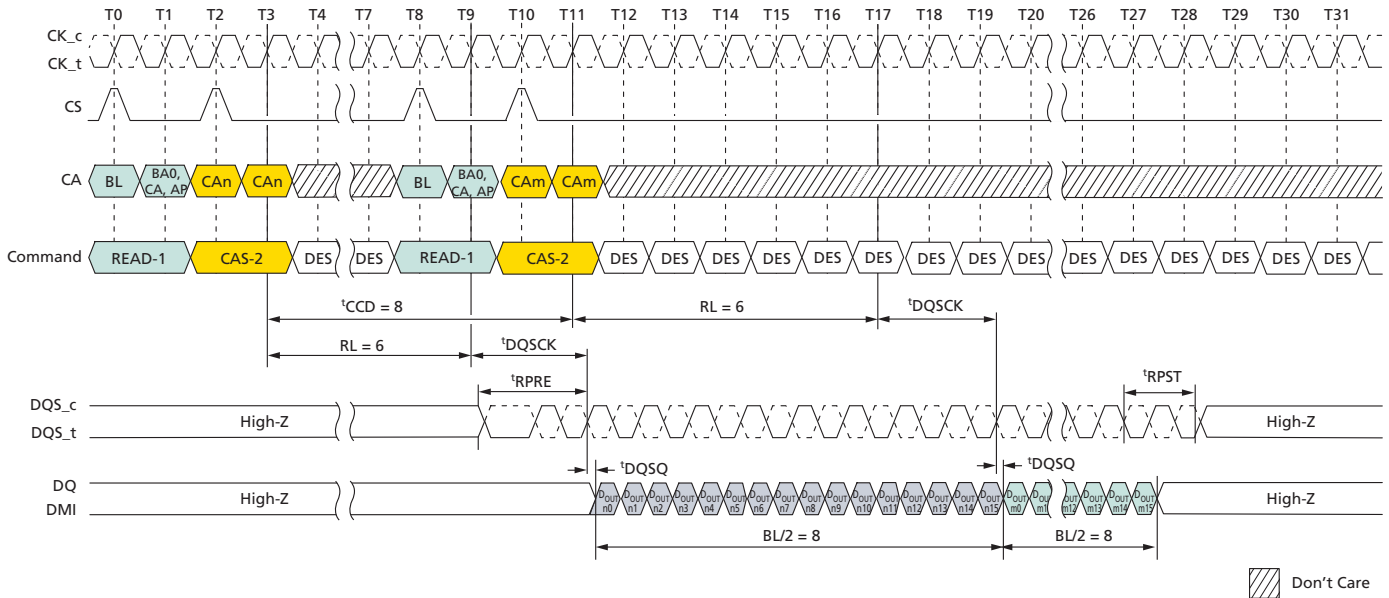 T0 T1 T2 T3 T4 T7 T8 T9 T10 T11 T12 T13 T14 T15 T16 T17 T18 T19 T20 T26 T27 T28 T29 T30 T31
CK_c
CK_t
CS
CA BL BA0, CA, AP CAn CAn BL BA0, CA, AP CAm CAm
Command READ-1 CAS-2 DES DES READ-1 CAS-2 DES DES DES DES DES DES DES DES DES DES DES DES DES DES DES
tCCD = 8 RL = 6 tDQSCK
RL = 6 tDQSCK
tRPRE tRPST
DQS_c
DQS_t
High-Z High-Z
tDQSQ tDQSQ
DQ
DMI
High-Z DOUT n0 DOUT n1 DOUT n2 DOUT n3 DOUT n4 DOUT n5 DOUT n6 DOUT n7 DOUT n8 DOUT n9 DOUT n10 DOUT n11 DOUT n12 DOUT n13 DOUT n14 DOUT n15 DOUT m0 DOUT m1 DOUT m12 DOUT m13 DOUT m14 DOUT m15 High-Z
BL/2 = 8 BL/2 = 8
Don't Care